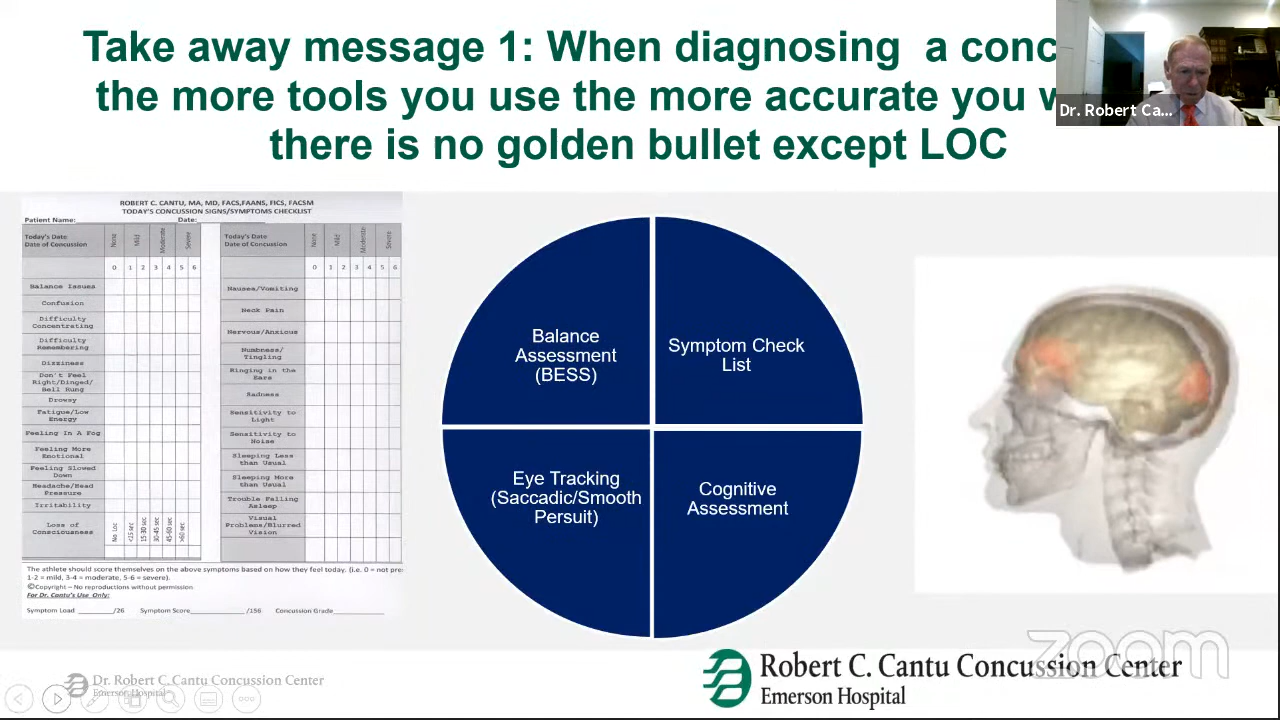 Take away message 1: When diagnosing a conc
the more tools you use the more accurate you w
there is no golden bullet except LOC
Dr. Robert Ca...
ROBERT C. CANTU, MA, MD, FACS,FAANS, FICS, FACSM
TODAY'S CONCUSSION SIGNS/SYMPTOMS CHECKLIST
Patient Name: Date:
Today's Date
Date of Concussion
None
Mild
Moderate
Severe
0 1 2 3 4 5 6
Balance Issues
Confusion
Difficulty
Concentrating
Difficulty
Remembering
Dizziness
Don't Feel
Right/Dinged/
Bell Rung
Drowsy
Fatigue/Low
Energy
Feeling In A Fog
Feeling More
Emotional
Feeling Slowed
Down
Headache/Head
Pressure
Irritability
Loss of
Consciousness
No Loc
<15 sec
15-30 sec
30-45 sec
45-60 sec
>60 sec
Today's Date
Date of Concussion
None
Mild
Moderate
Severe
0 1 2 3 4 5 6
Nausea/Vomiting
Neck Pain
Nervous/Anxious
Numbness/
Tingling
Ringing in the
Ears
Sadness
Sensitivity to
Light
Sensitivity to
Noise
Sleeping Less
than Usual
Sleeping More
than Usual
Trouble Falling
Asleep
Visual
Problems/Blurred
Vision
The athlete should score themselves on the above symptoms based on how they feel today. (i.e. 0 = not pre
1-2 = mild, 3-4 = moderate, 5-6 = severe).
©Copyright – No reproductions without permission
For Dr. Cantu's Use Only:
Symptom Load ________/26 Symptom Score__________ /156 Concussion Grade__________
Balance
Assessment
(BESS)
Symptom Check
List
Eye Tracking
(Saccadic/Smooth
Persuit)
Cognitive
Assessment
zoom
Robert C. Cantu Concussion Center
Emerson Hospital
Dr. Robert C. Cantu Concussion Center
Emerson Hospital